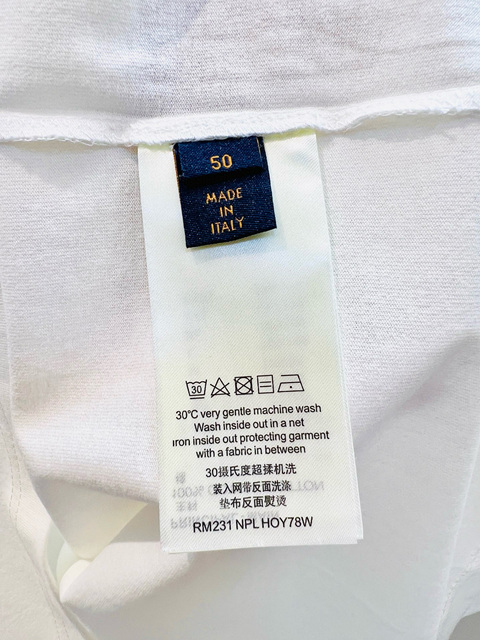 50
MADE
IN
ITALY
30
30°C very gentle machine wash
Wash inside out in a net
iron inside out protecting garment
with a fabric in between
30摄氏度超揉机洗
装入网带反面洗涤
垫布反面熨烫
RM231 NPL HOY78W